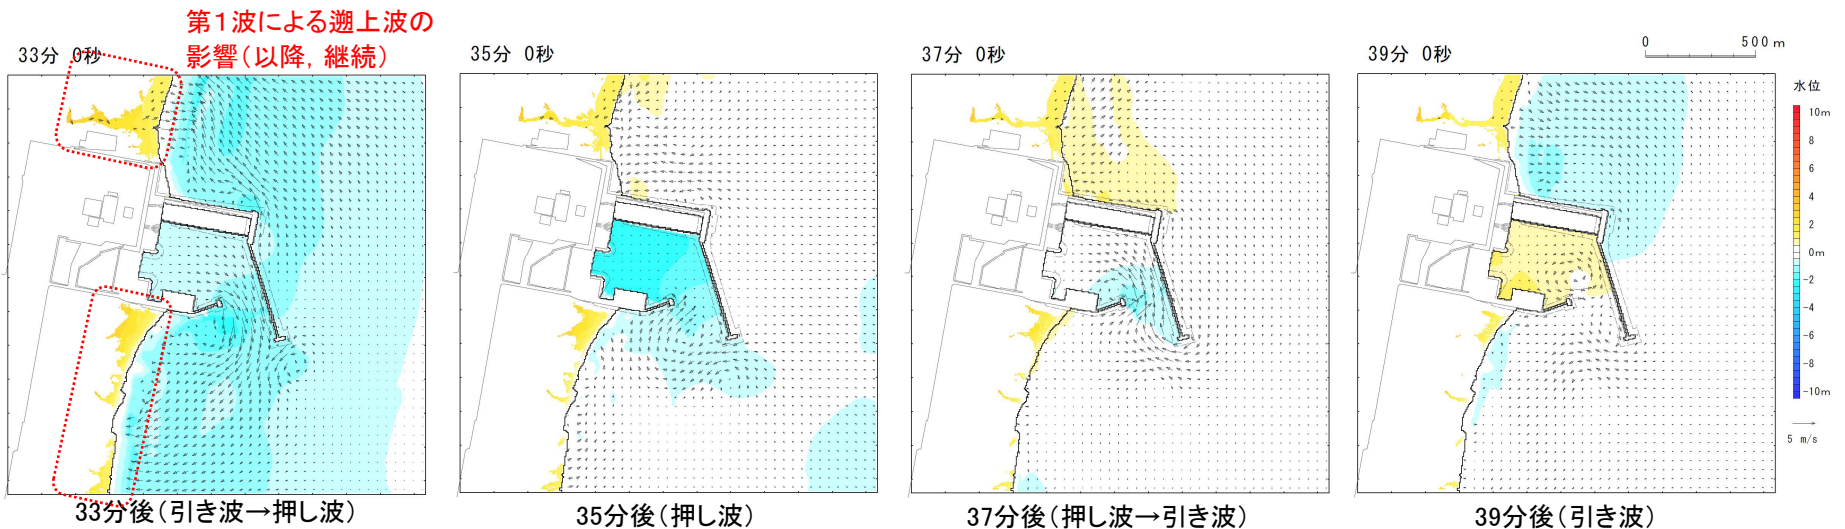 第1波による遡上波の
影響(以降,継続)
33分 0秒
35分 0秒
37分 0秒
39分 0秒
0 500 m
水位
10m
8
6
4
2
0m
-2
-4
-6
-8
-10m
5 m/s
33分後(引き波→押し波)
35分後(押し波)
37分後(押し波→引き波)
39分後(引き波)